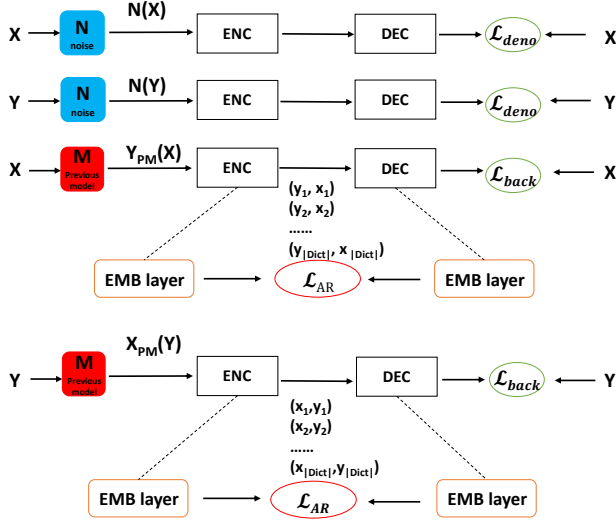 N(X)
X N noise ENC DEC ℒdeno X
N(Y)
Y N noise ENC DEC ℒdeno Y
Y_PM(X)
X M Previous model ENC DEC ℒback X
(y₁, x₁)
(y₂, x₂)
......
(y|Dict|, x |Dict|)
EMB layer ℒAR EMB layer
X_PM(Y)
Y M Previous model ENC DEC ℒback Y
(x₁,y₁)
(x₂,y₂)
......
(x|Dict|,y|Dict|)
EMB layer ℒAR EMB layer